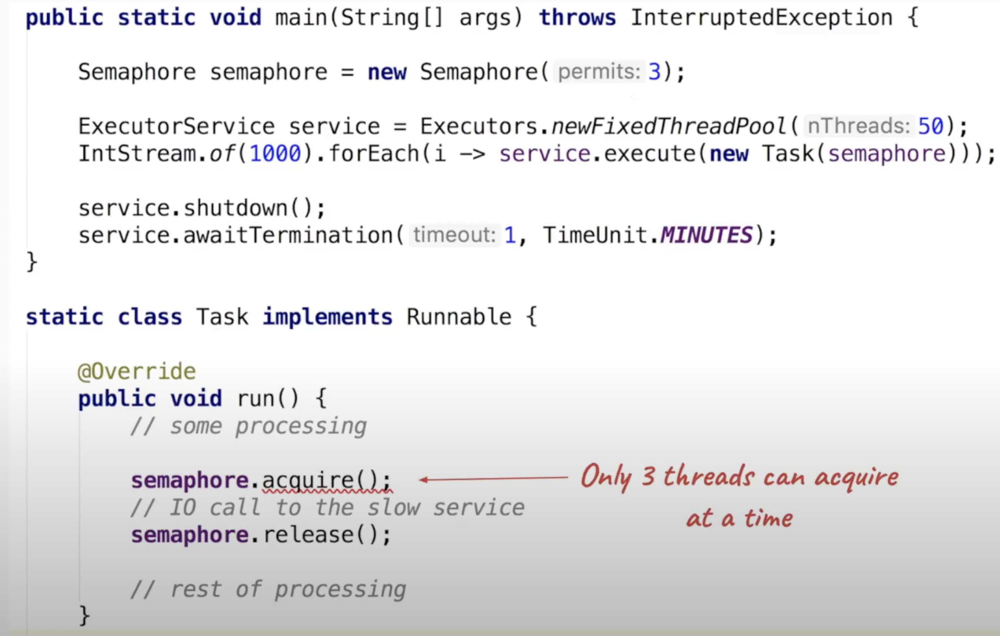 public static void main(String[] args) throws InterruptedException {
Semaphore semaphore = new Semaphore( permits: 3);
ExecutorService service = Executors.newFixedThreadPool( nThreads: 50);
IntStream.of(1000).forEach(i -> service.execute(new Task(semaphore)));
service.shutdown();
service.awaitTermination( timeout: 1, TimeUnit.MINUTES);
}
static class Task implements Runnable {
@Override
public void run() {
// some processing
semaphore.acquire(); Only 3 threads can acquire
// IO call to the slow service at a time
semaphore.release();
// rest of processing
}